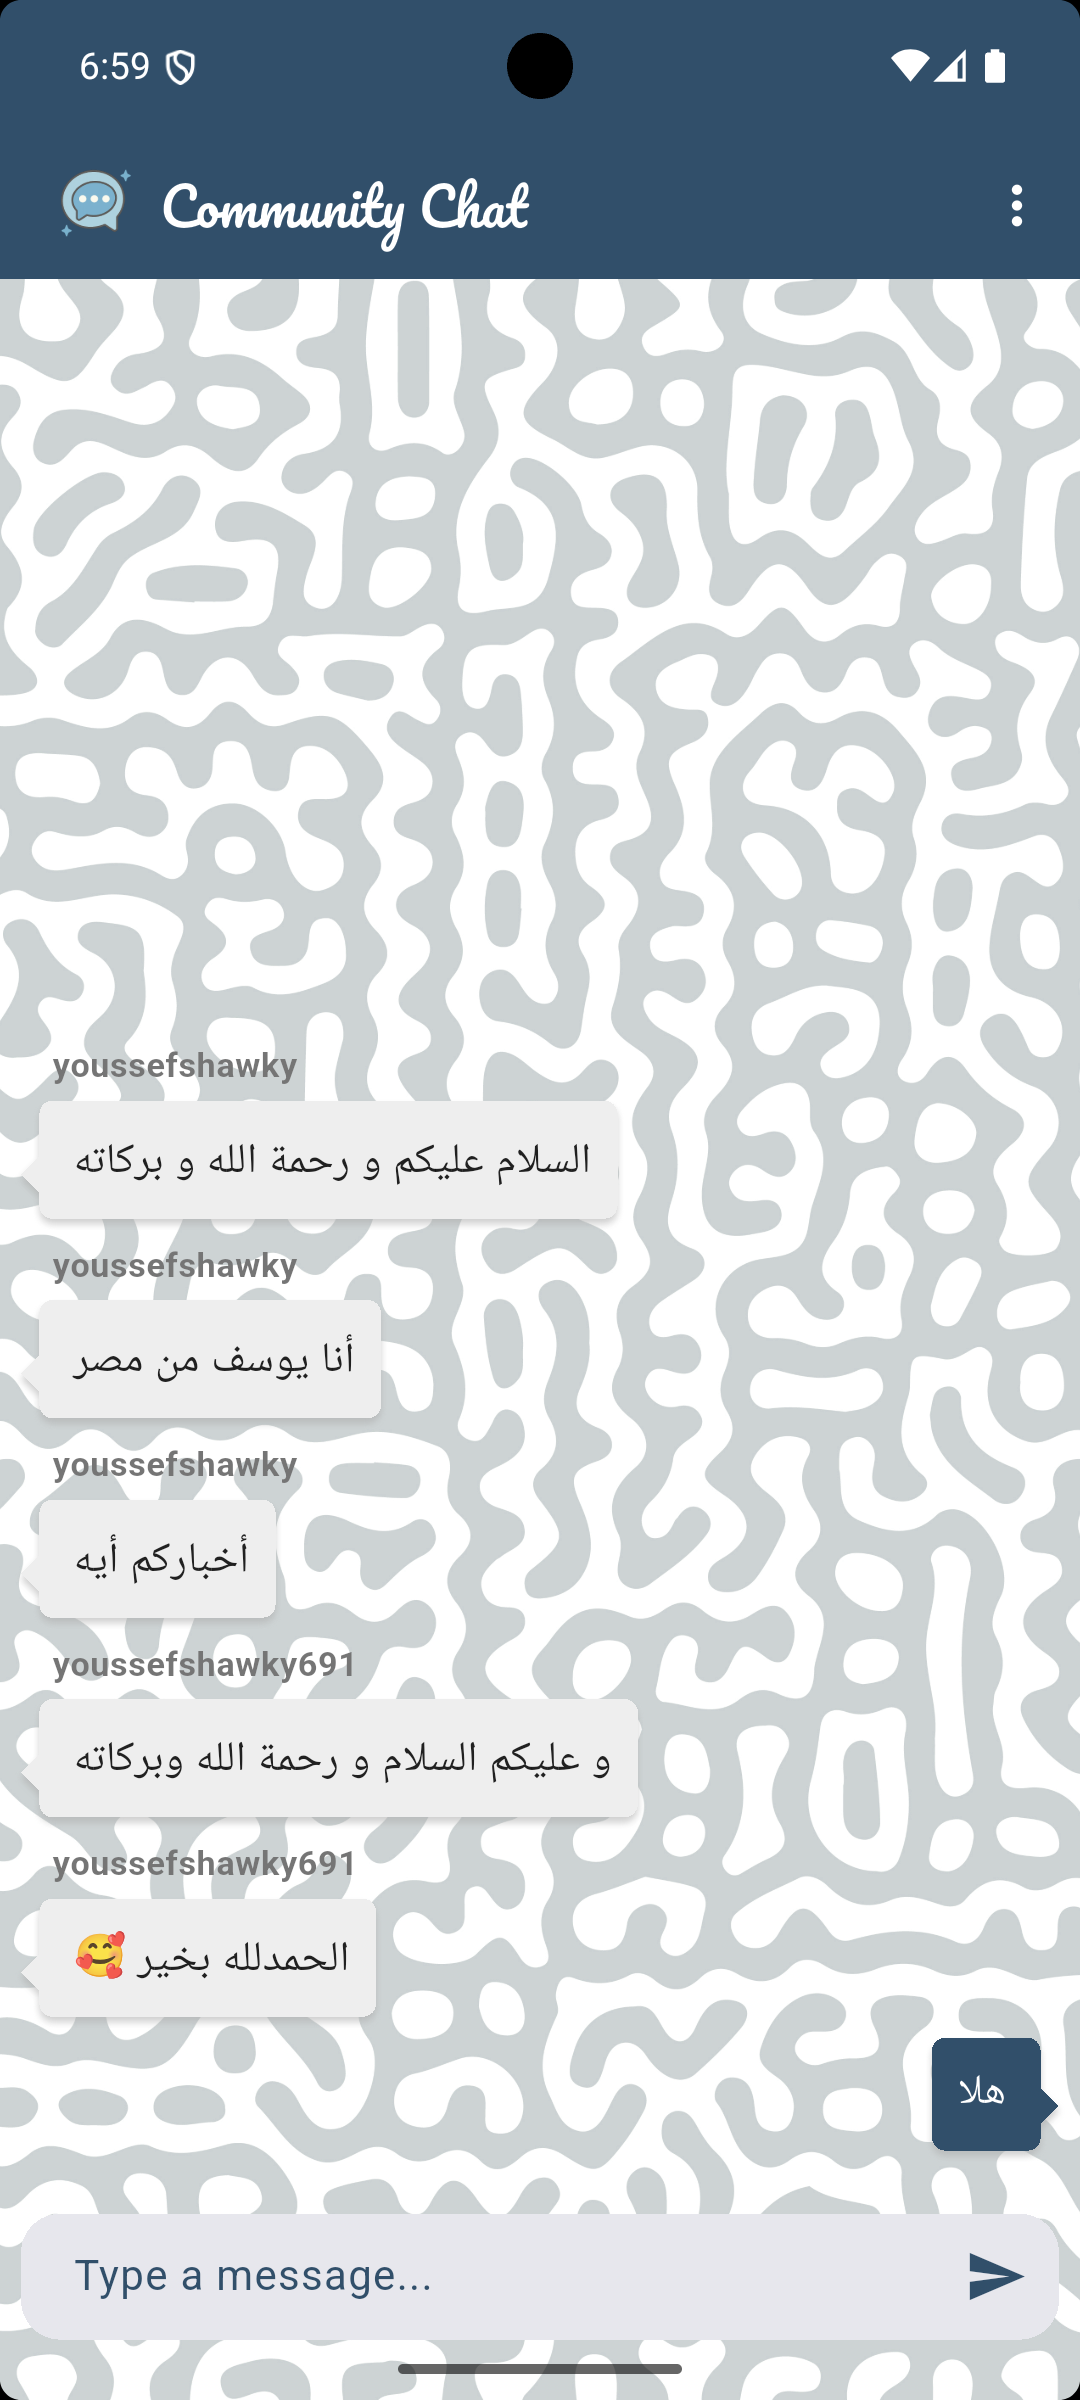 6:59
Community Chat
youssefshawky
السلام عليكم و رحمة الله و بركاته
youssefshawky
أنا يوسف من مصر
youssefshawky
أخباركم أيه
youssefshawky691
و عليكم السلام و رحمة الله وبركاته
youssefshawky691
الحمدلله بخير 🥰
هلا
Type a message...